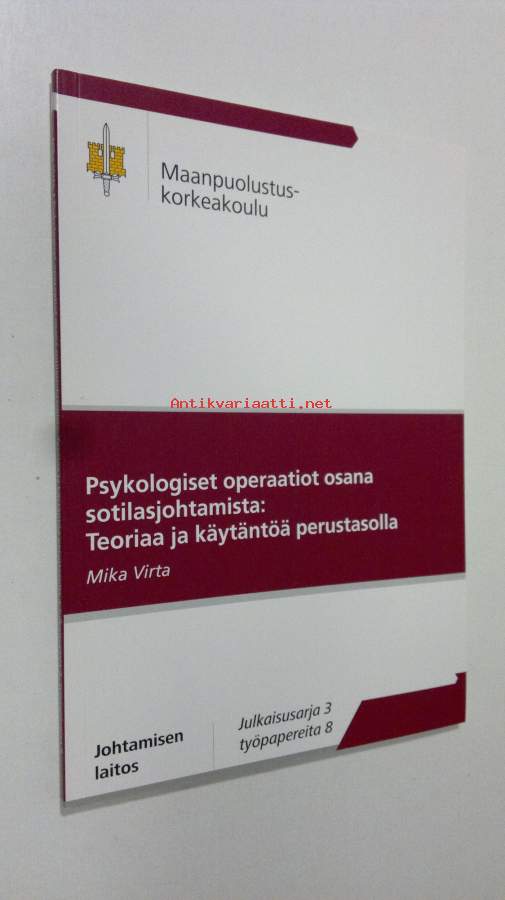 Maanpuolustus-
korkeakoulu
Antikvariaatti.net
Psykologiset operaatiot osana
sotilasjohtamista:
Teoriaa ja käytäntöä perustasolla
Mika Virta
Johtamisen
laitos
Julkaisusarja 3
työpapereita 8